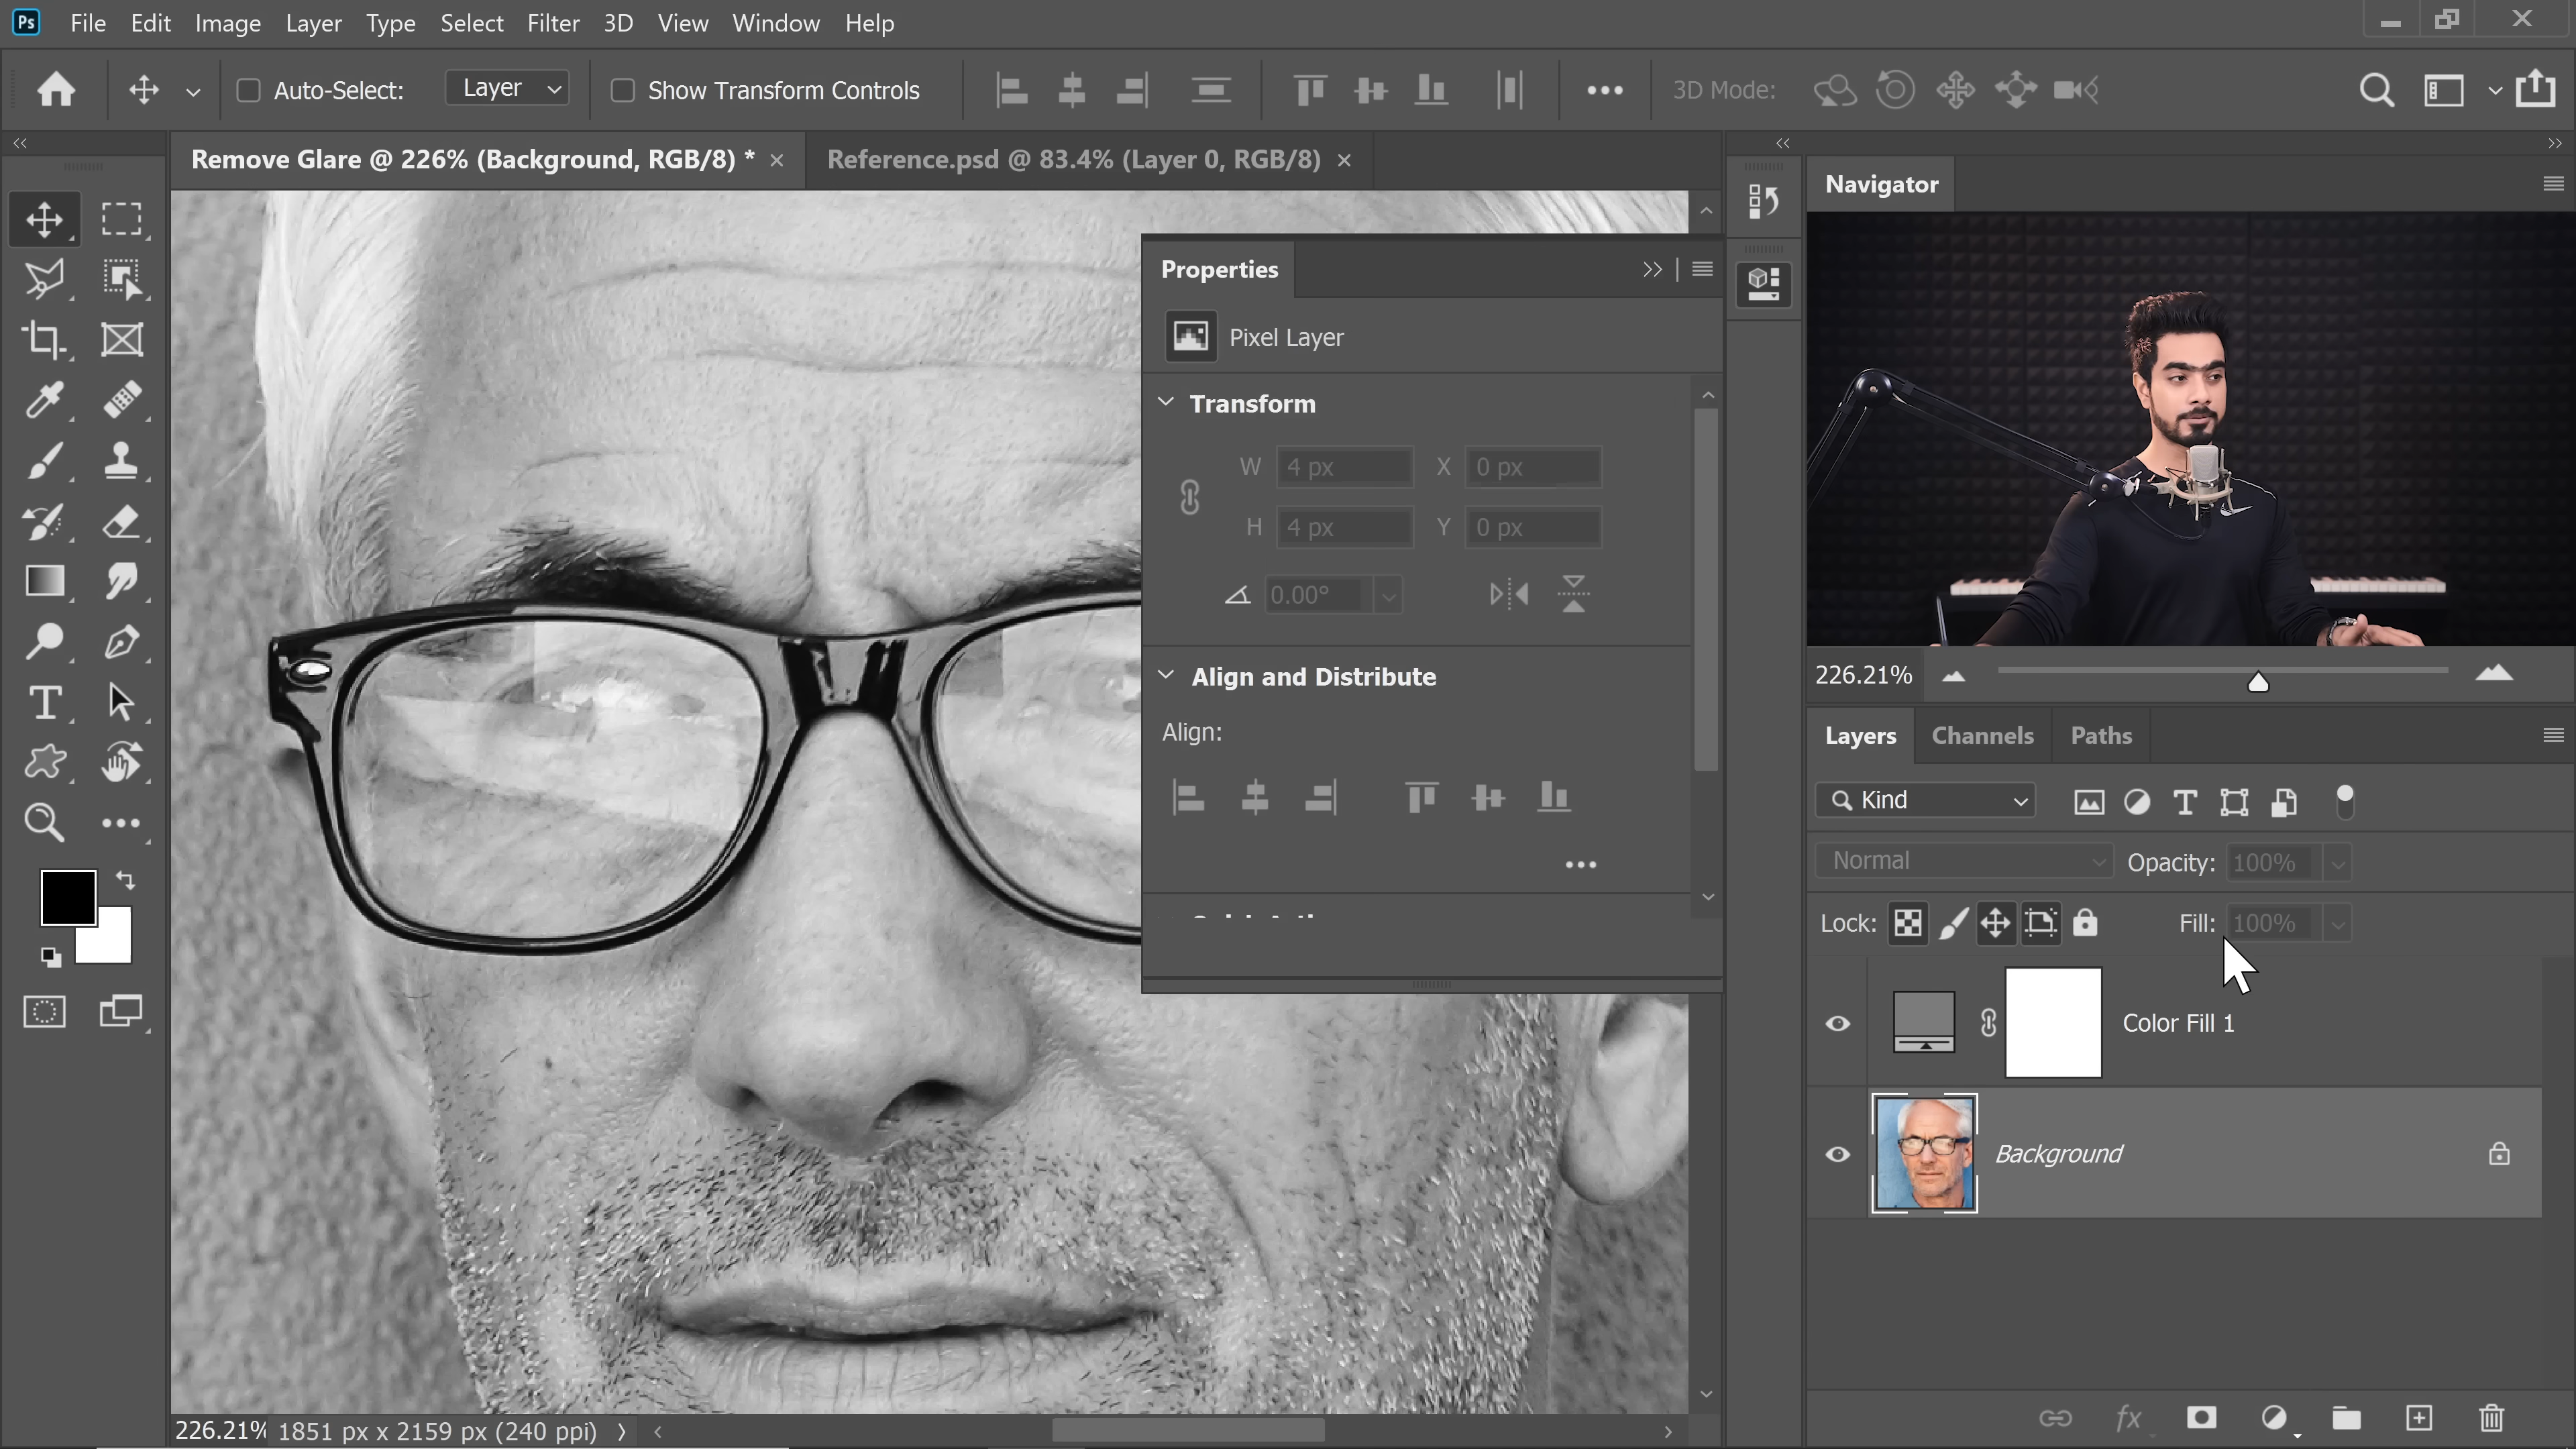 Ps File Edit Image Layer Type Select Filter 3D View Window Help
Auto-Select: Layer Show Transform Controls 3D Mode:
Remove Glare @ 226% (Background, RGB/8) * × Reference.psd @ 83.4% (Layer 0, RGB/8) ×
Navigator
Properties
Pixel Layer
Transform
W 4 px X 0 px
H 4 px Y 0 px
0.00°
Align and Distribute
Align:
226.21%
Layers Channels Paths
Kind
Normal Opacity: 100%
Lock: Fill: 100%
Color Fill 1
Background
fx
226.21% 1851 px x 2159 px (240 ppi)